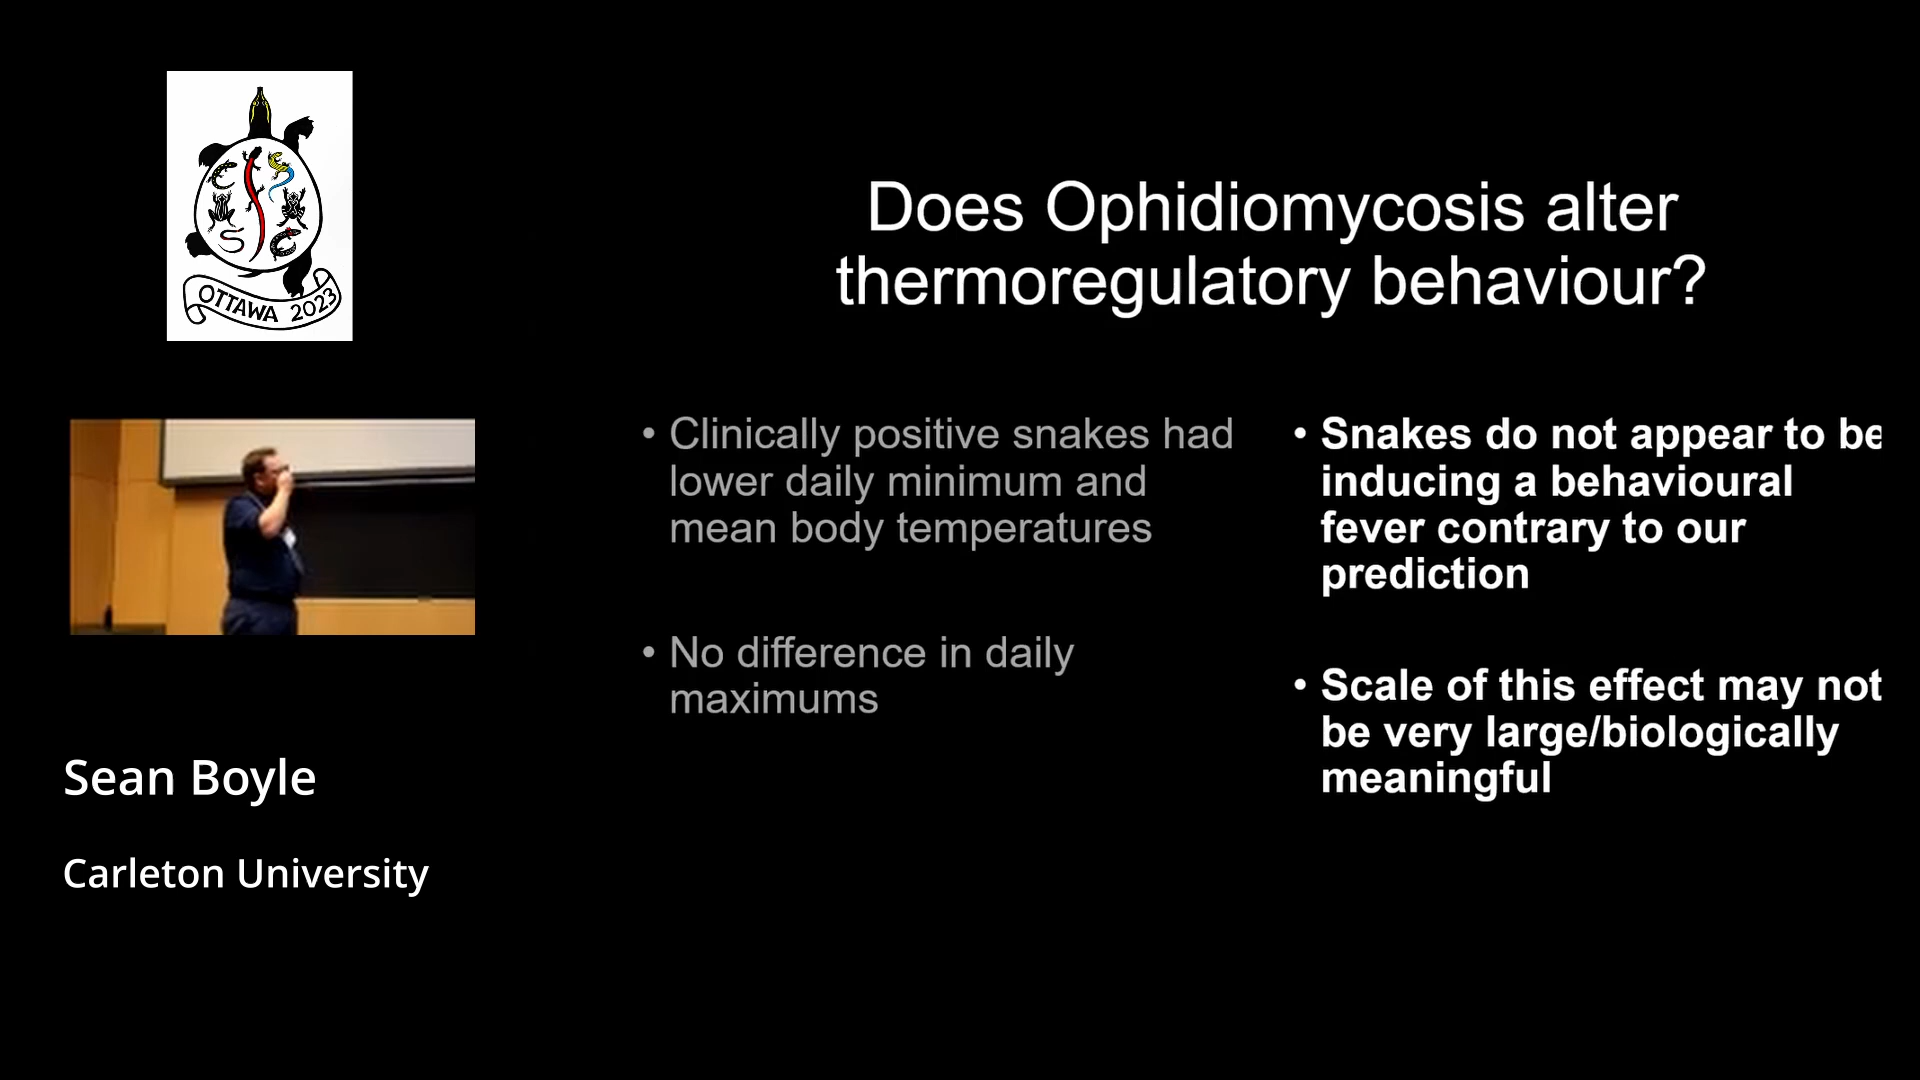 OTTAWA 2023
Does Ophidiomycosis alter
thermoregulatory behaviour?
• Clinically positive snakes had
lower daily minimum and
mean body temperatures
• No difference in daily
maximums
• Snakes do not appear to be
inducing a behavioural
fever contrary to our
prediction
• Scale of this effect may not
be very large/biologically
meaningful
Sean Boyle
Carleton University